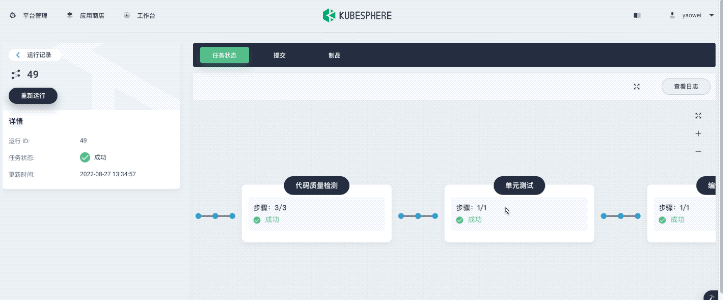 平台管理
应用商店
工作台
KUBESPHERE
yaowei
运行记录
49
重新运行
详情
运行 ID:
49
任务状态:
成功
更新时间:
2022-08-27 13:34:57
任务状态
提交
制品
查看日志
代码质量检测
步骤: 3/3
成功
单元测试
步骤: 1/1
成功
编
步骤: 1/1
成功